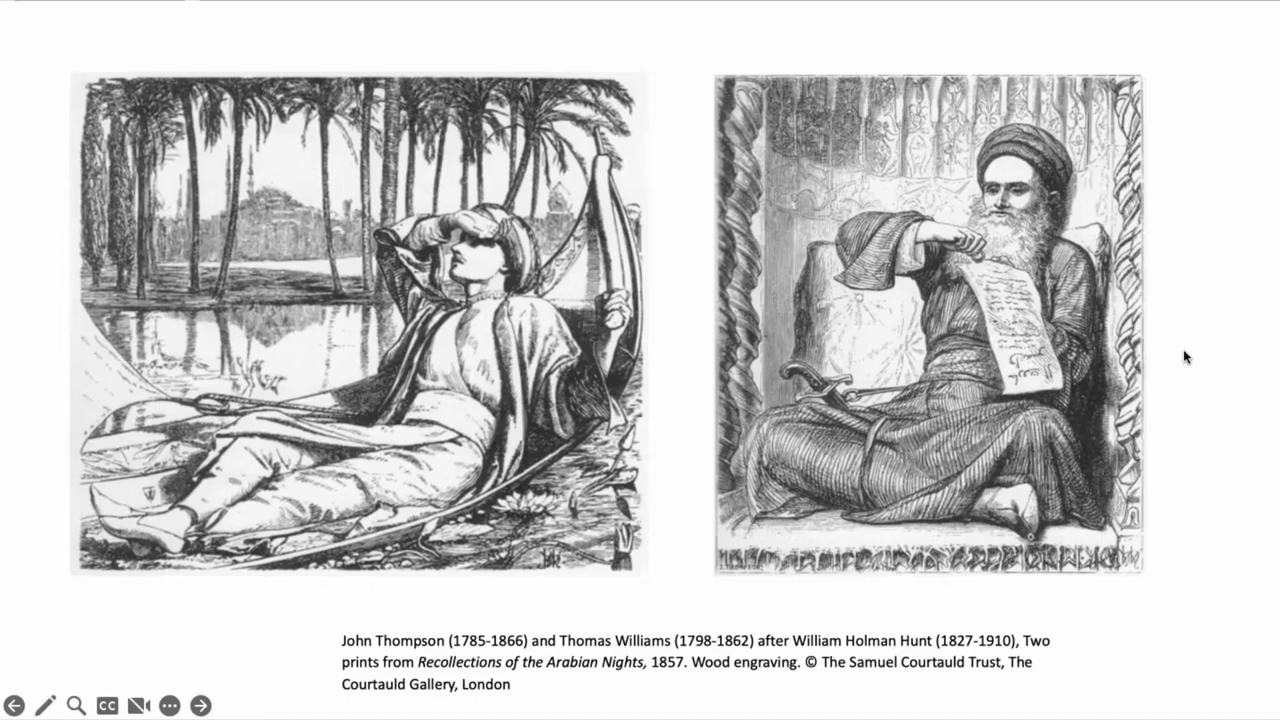 John Thompson (1785-1866) and Thomas Williams (1798-1862) after William Holman Hunt (1827-1910), Two
prints from Recollections of the Arabian Nights, 1857. Wood engraving. © The Samuel Courtauld Trust, The
Courtauld Gallery, London
CC